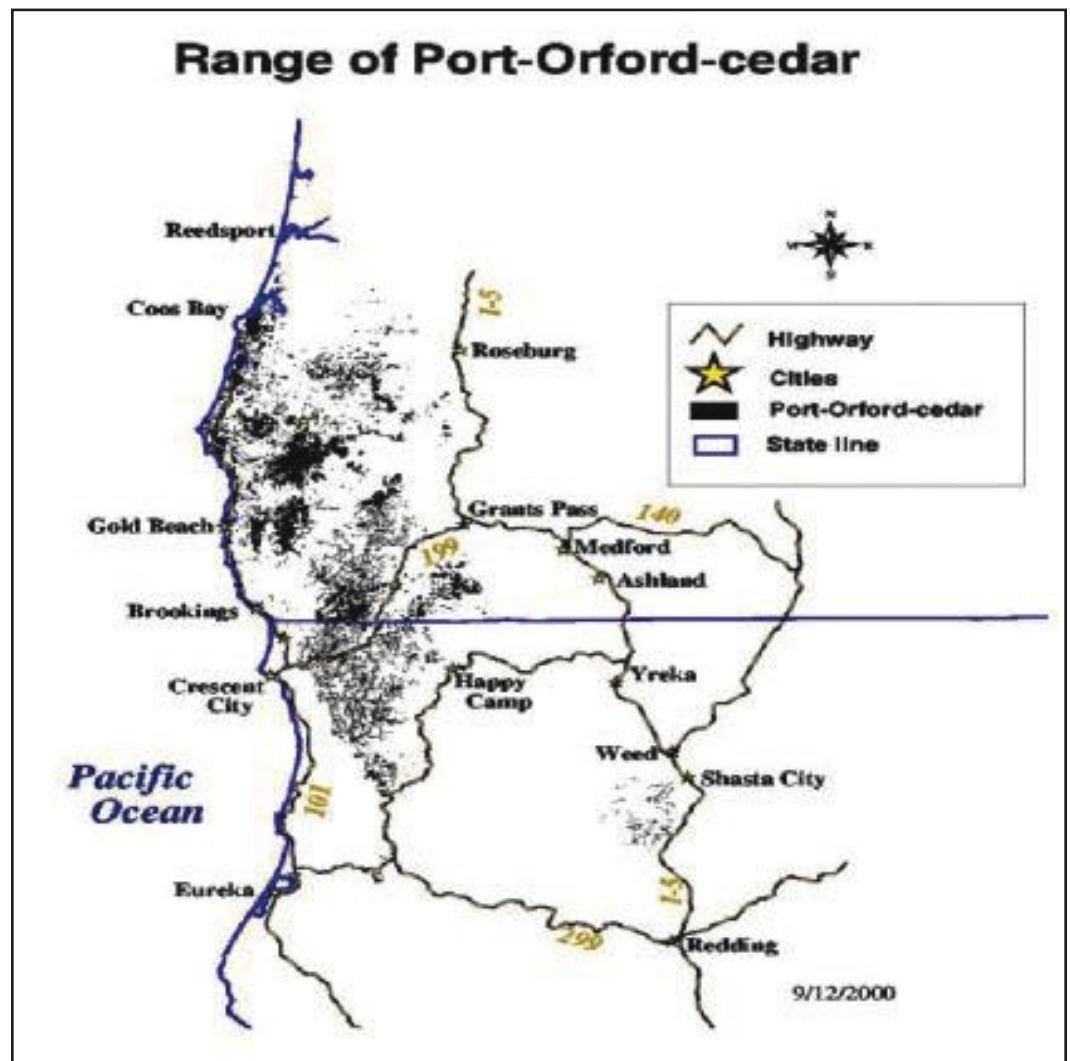 Range of Port-Orford-cedar
N
W
E
S
Reedsport
Coos Bay
I-5
Roseburg
Highway
Cities
Port-Orford-cedar
State line
Gold Beach
Grants Pass
140
199
Medford
Ashland
Brookings
Crescent
City
Happy
Camp
Yreka
Weed
Shasta City
Pacific
Ocean
101
Eureka
I-5
299
Redding
9/12/2000